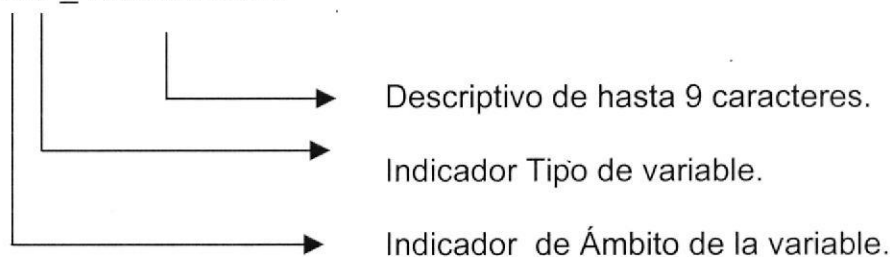 Descriptivo de hasta 9 caracteres.
Indicador Tipo de variable.
Indicador de Ámbito de la variable.